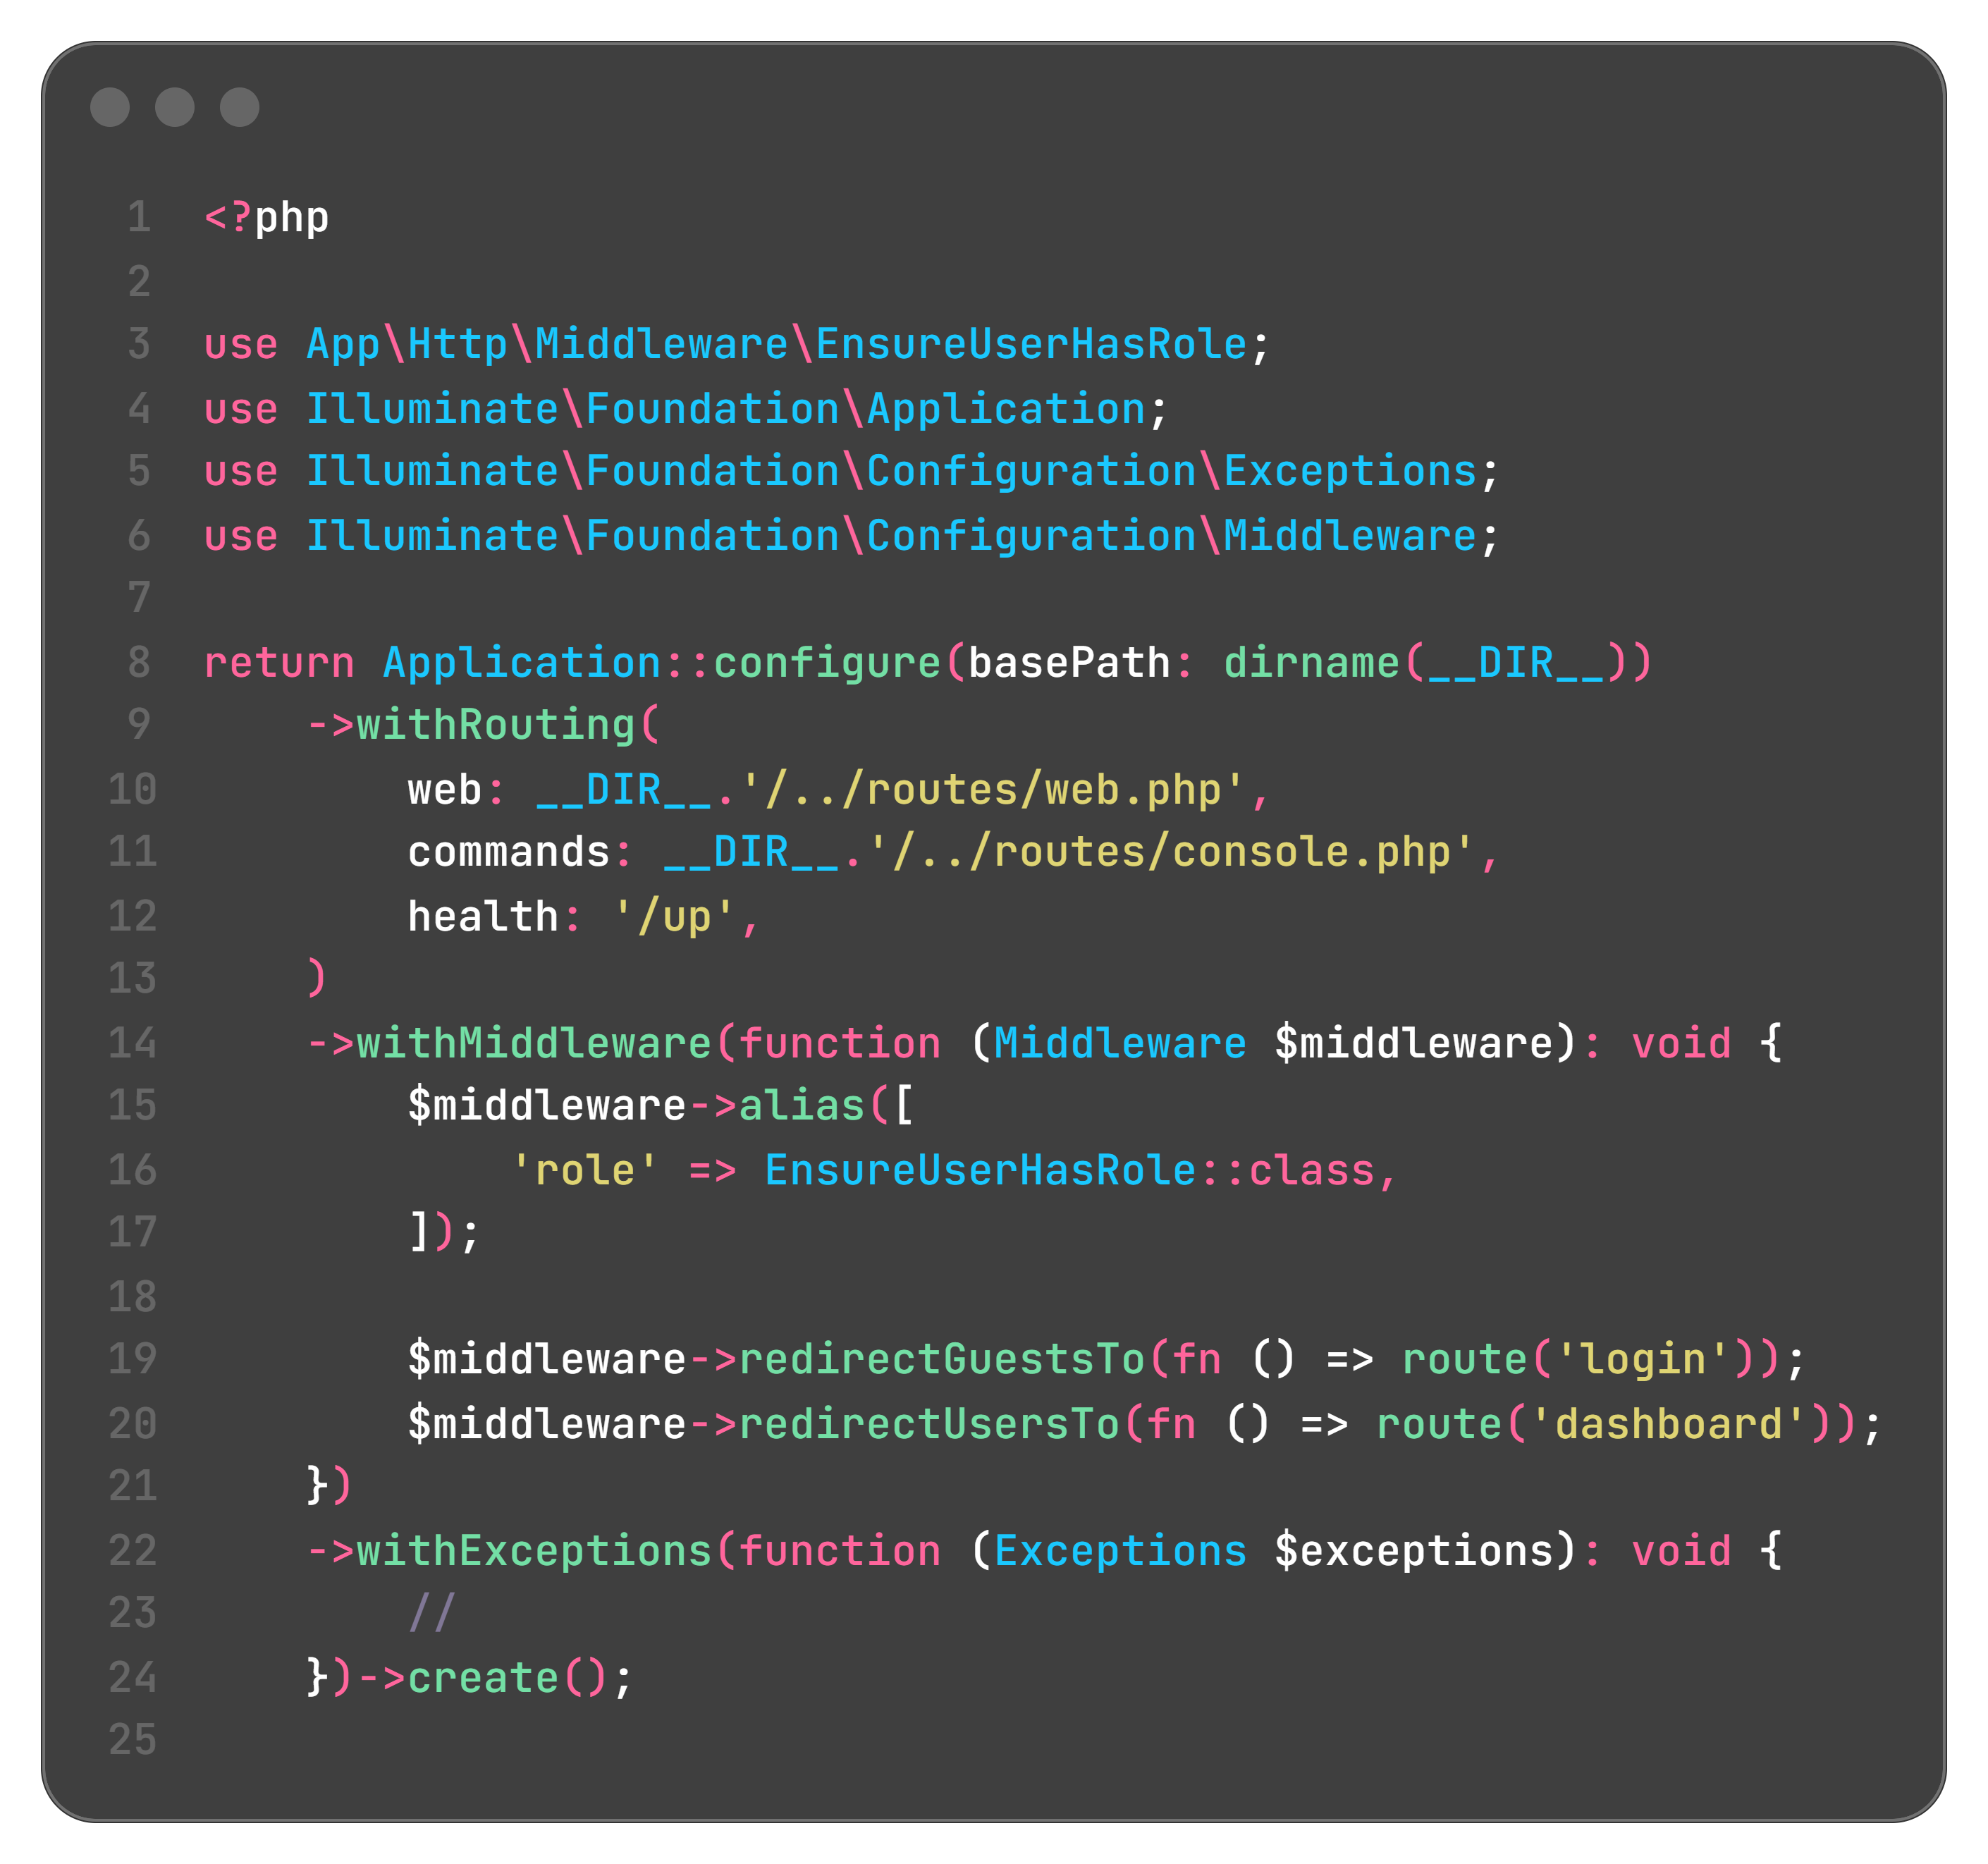 1 <?php
2
3 use App\Http\Middleware\EnsureUserHasRole;
4 use Illuminate\Foundation\Application;
5 use Illuminate\Foundation\Configuration\Exceptions;
6 use Illuminate\Foundation\Configuration\Middleware;
7
8 return Application::configure(basePath: dirname(__DIR__))
9     ->withRouting(
10         web: __DIR__.'/../routes/web.php',
11         commands: __DIR__.'/../routes/console.php',
12         health: '/up',
13     )
14     ->withMiddleware(function (Middleware $middleware): void {
15         $middleware->alias([
16             'role' => EnsureUserHasRole::class,
17         ]);
18
19         $middleware->redirectGuestsTo(fn () => route('login'));
20         $middleware->redirectUsersTo(fn () => route('dashboard'));
21     })
22     ->withExceptions(function (Exceptions $exceptions): void {
23         //
24     })->create();
25